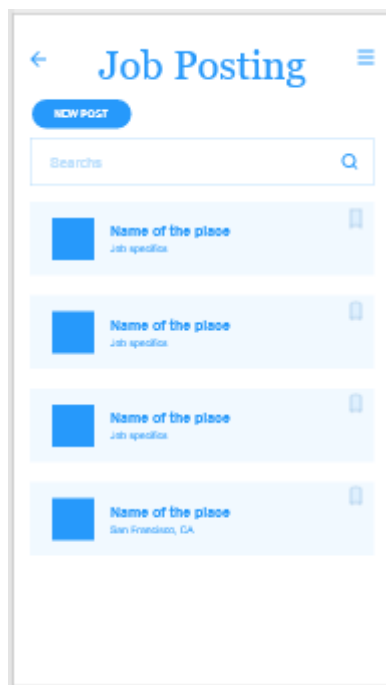 Job Posting
NEW POST
Searchs
Name of the place
Job specifics
Name of the place
Job specifics
Name of the place
Job specifics
Name of the place
San Francisco, CA